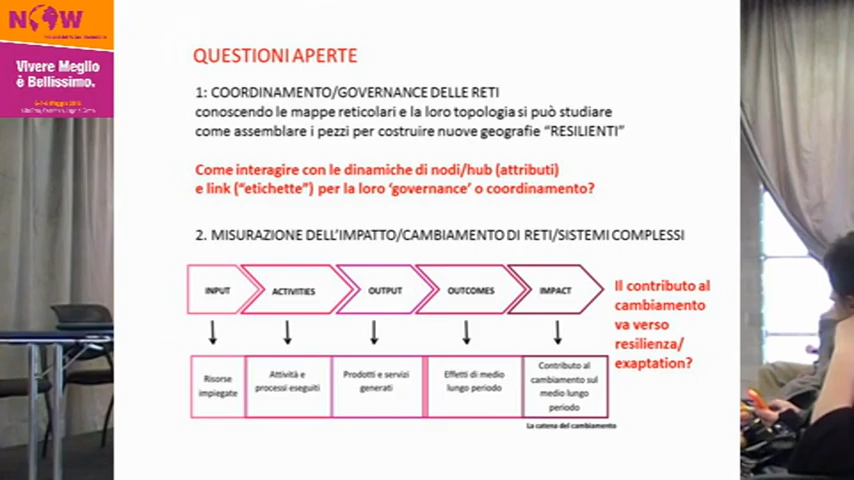 NOW
Vivere Meglio
è Bellissimo.
QUESTIONI APERTE
1: COORDINAMENTO/GOVERNANCE DELLE RETI
conoscendo le mappe reticolari e la loro topologia si può studiare
come assemblare i pezzi per costruire nuove geografie “RESILIENTI”
Come interagire con le dinamiche di nodi/hub (attributi)
e link (“etichette”) per la loro ‘governance’ o coordinamento?
2. MISURAZIONE DELL’IMPATTO/CAMBIAMENTO DI RETI/SISTEMI COMPLESSI
INPUT
ACTIVITIES
OUTPUT
OUTCOMES
IMPACT
Il contributo al
cambiamento
va verso
resilienza/
exaptation?
Risorse
impiegate
Attività e
processi eseguiti
Prodotti e servizi
generati
Effetti di medio
lungo periodo
Contributo al
cambiamento sul
medio lungo
periodo
La catena del cambiamento